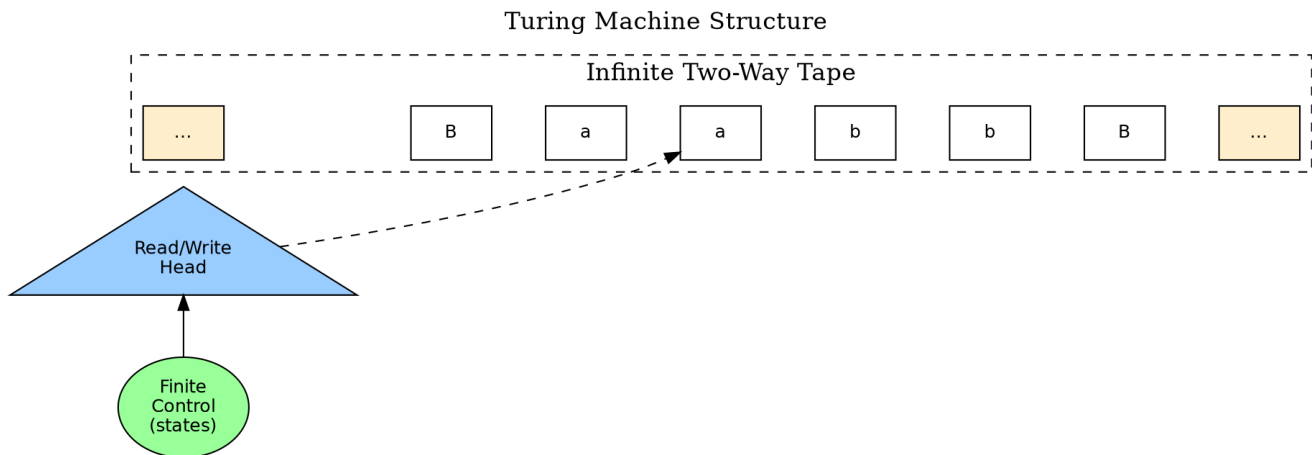 Turing Machine Structure
Infinite Two-Way Tape
... B a a b b B ...
Read/Write
Head
Finite
Control
(states)